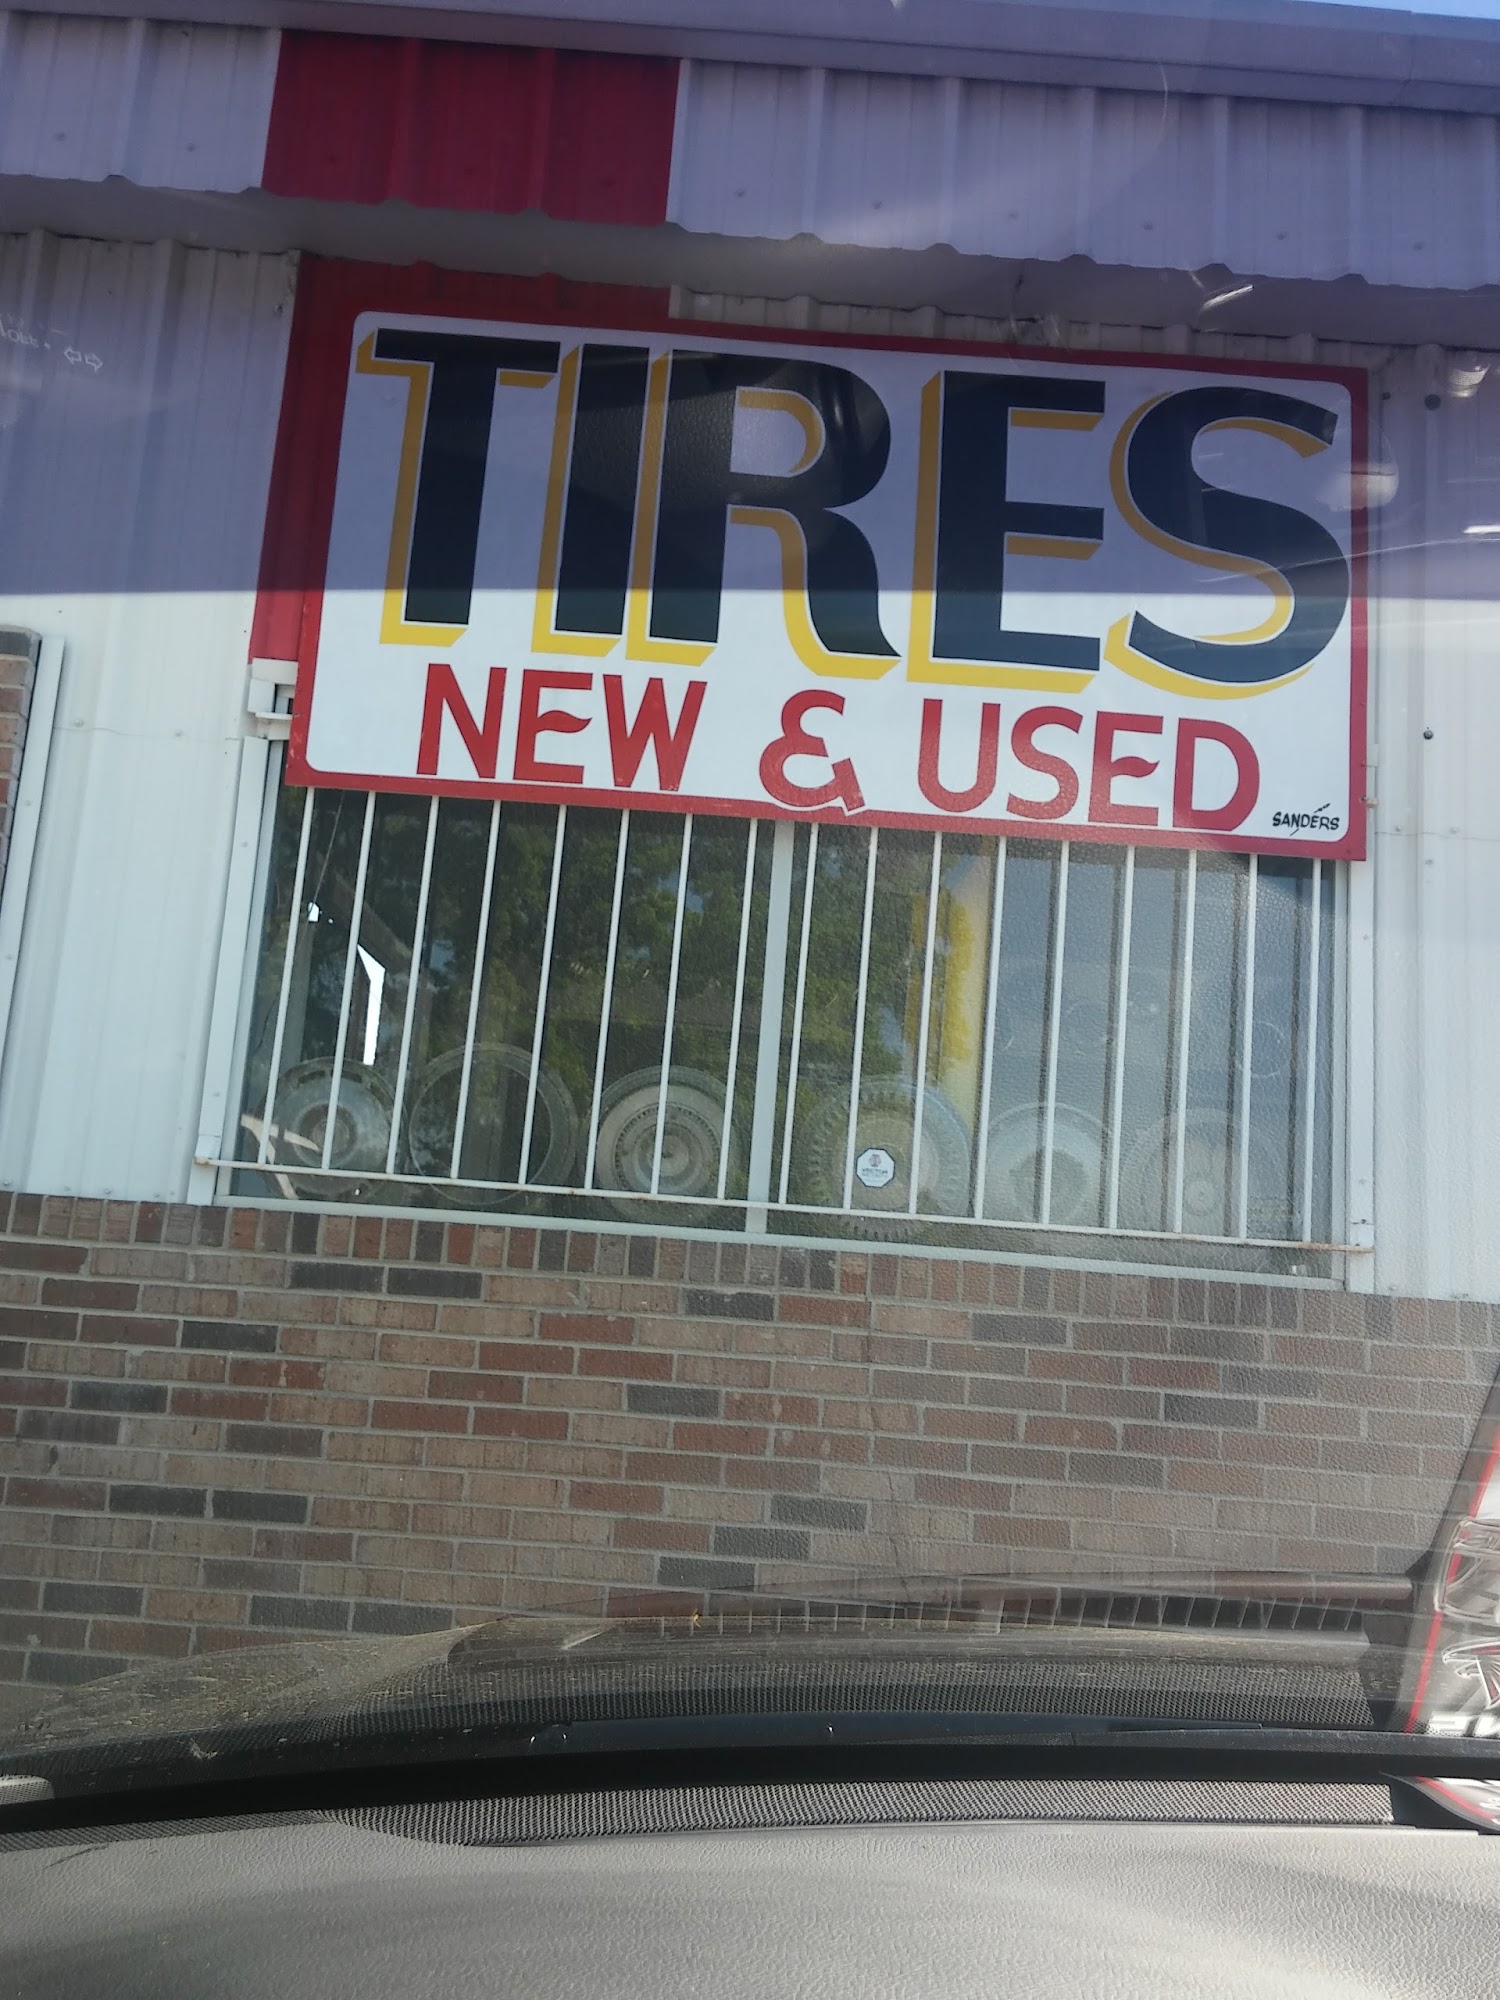 TIRES
NEW & USED
SANDERS